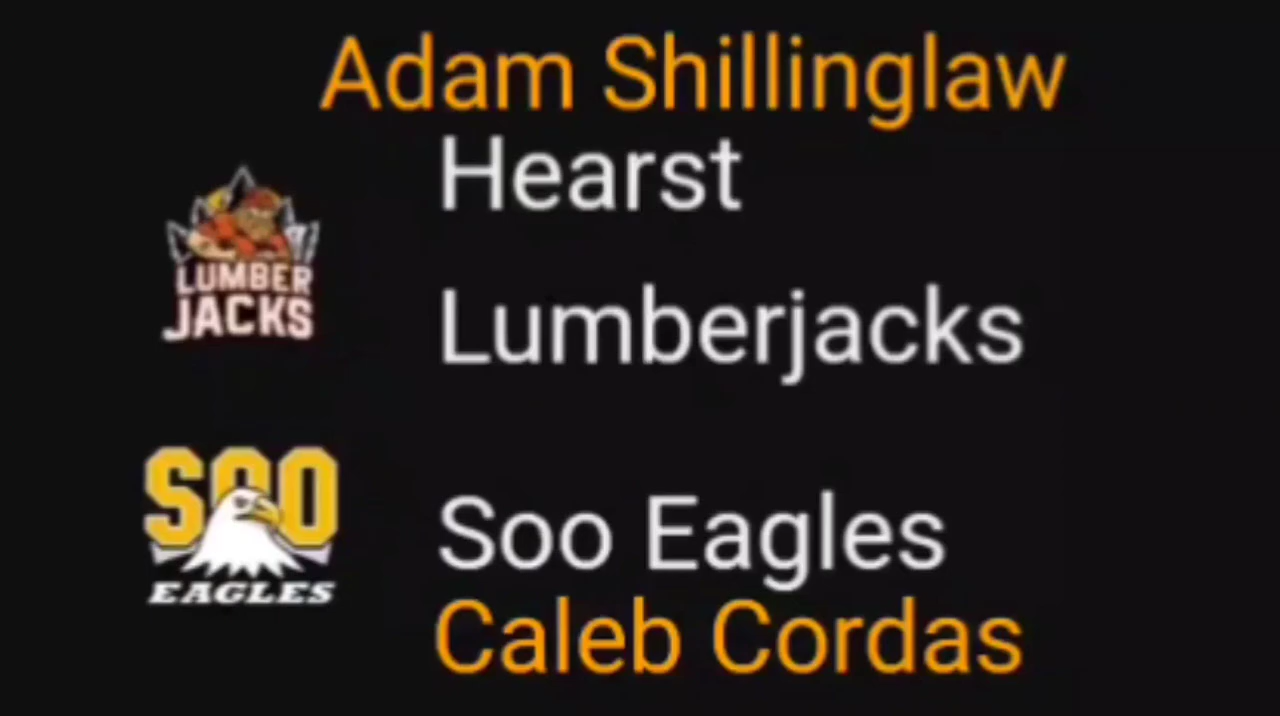 Adam Shillinglaw
Hearst
LUMBER
JACKS
Lumberjacks
SOO
EAGLES
Soo Eagles
Caleb Cordas